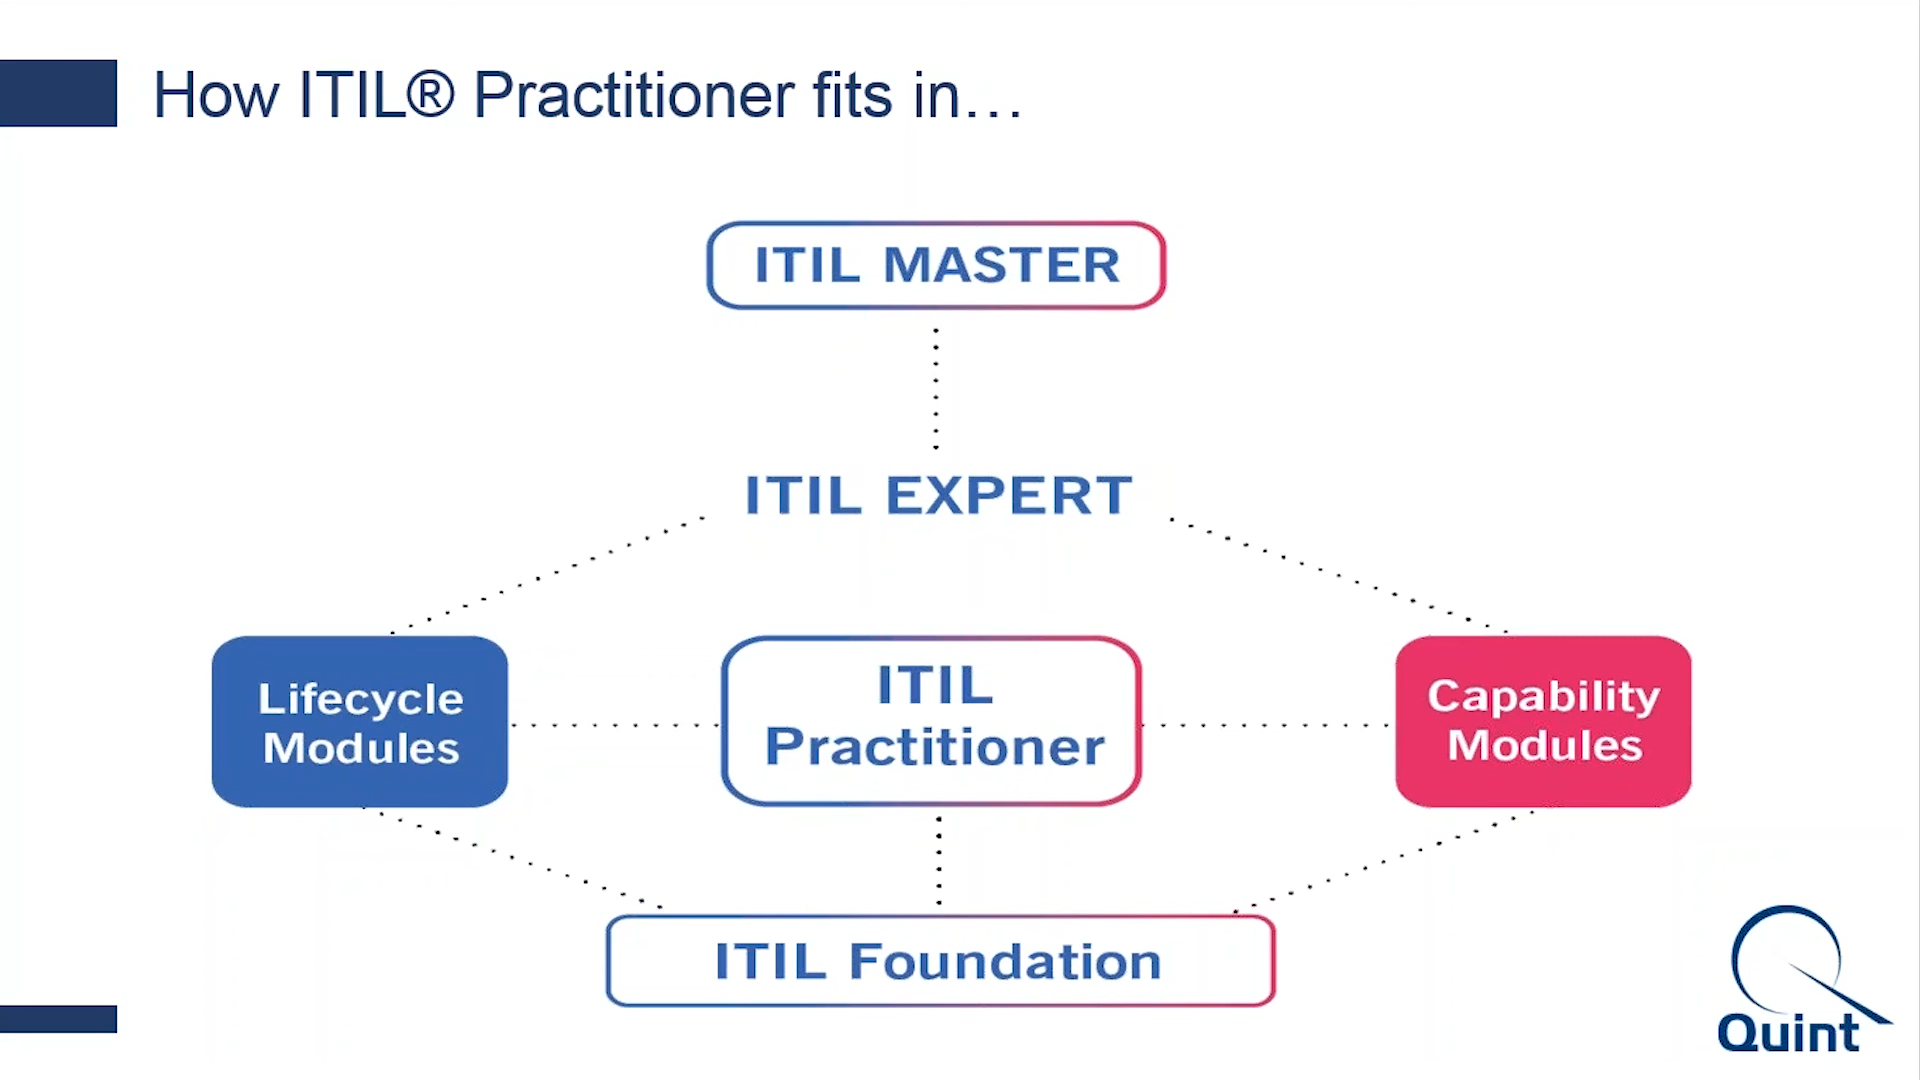 How ITIL® Practitioner fits in…
ITIL MASTER
ITIL EXPERT
Lifecycle
Modules
ITIL
Practitioner
Capability
Modules
ITIL Foundation
Quint